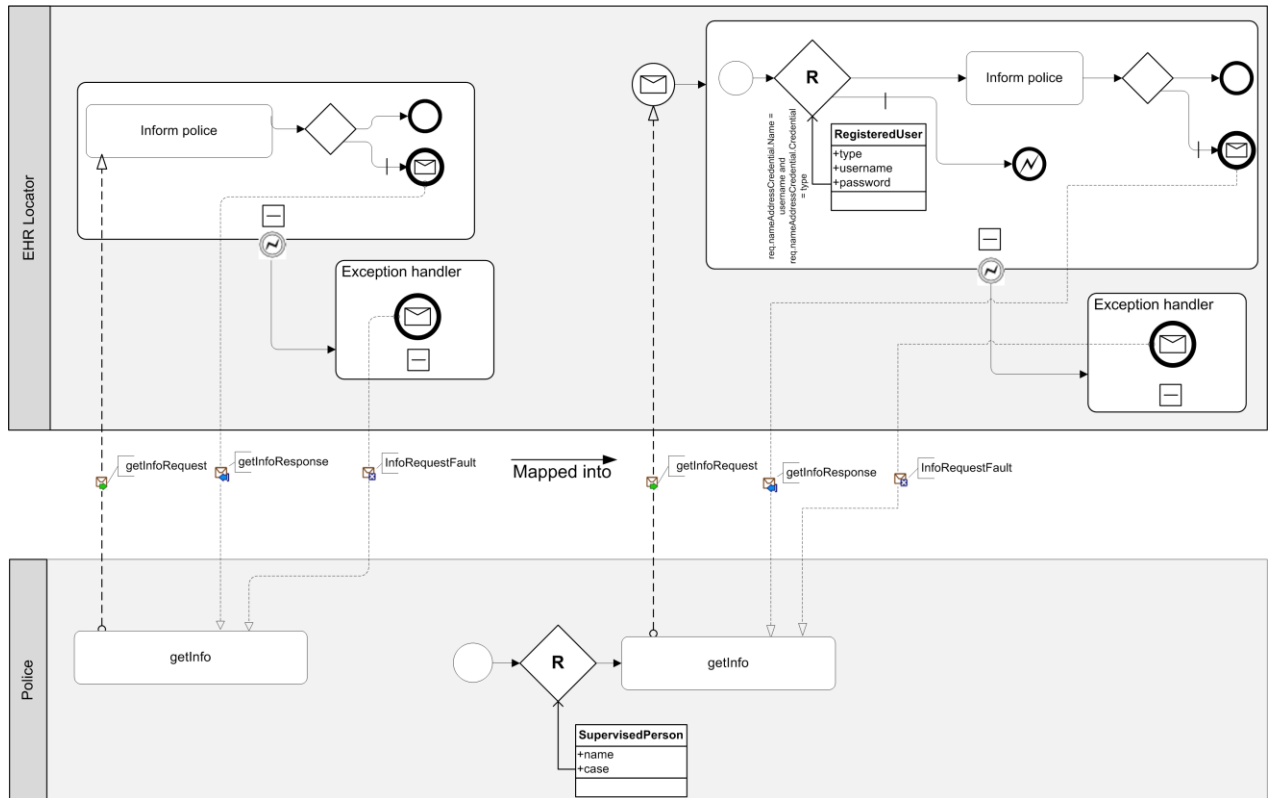 EHR Locator
Inform police
Exception handler
R
Inform police
RegisteredUser
+type
+username
+password
req.nameAddressCredential.Name =
username and
req.nameAddressCredential.Credential
= type
Exception handler
getInfoRequest
getInfoResponse
InfoRequestFault
Mapped into
getInfoRequest
getInfoResponse
InfoRequestFault
Police
getInfo
R
getInfo
SupervisedPerson
+name
+case